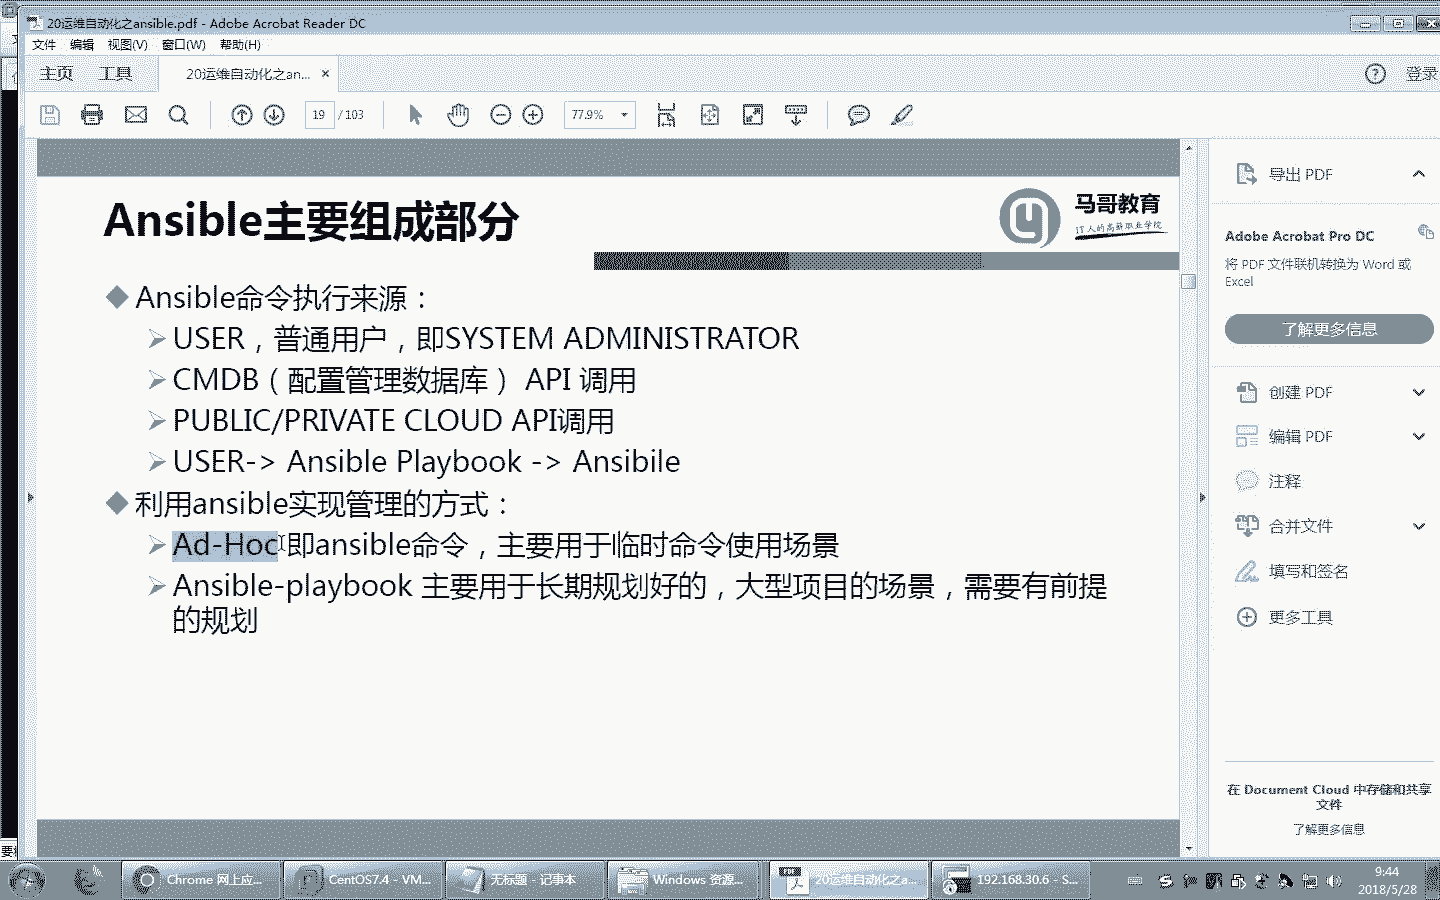 20运维自动化之ansible.pdf - Adobe Acrobat Reader DC
文件 编辑 视图(V) 窗口(W) 帮助(H)
主页 工具 20运维自动化之an... × 登录
19 / 103 77.9%
Ansible主要组成部分
马哥教育
IT人的高薪职业学院
Ansible命令执行来源：
USER，普通用户，即SYSTEM ADMINISTRATOR
CMDB（配置管理数据库） API 调用
PUBLIC/PRIVATE CLOUD API调用
USER-> Ansible Playbook -> Ansibile
利用ansible实现管理的方式：
Ad-Hoc 即ansible命令，主要用于临时命令使用场景
Ansible-playbook 主要用于长期规划好的，大型项目的场景，需要有前提
的规划
导出 PDF
Adobe Acrobat Pro DC
将 PDF 文件联机转换为 Word 或
Excel
了解更多信息
创建 PDF
编辑 PDF
注释
合并文件
填写和签名
更多工具
在 Document Cloud 中存储和共享
文件
了解更多信息
Chrome 网上应... CentOS7.4 - VM... 无标题 - 记事本 Windows 资源... 20运维自动化之a... 192.168.30.6 - S...
9:44
2018/5/28